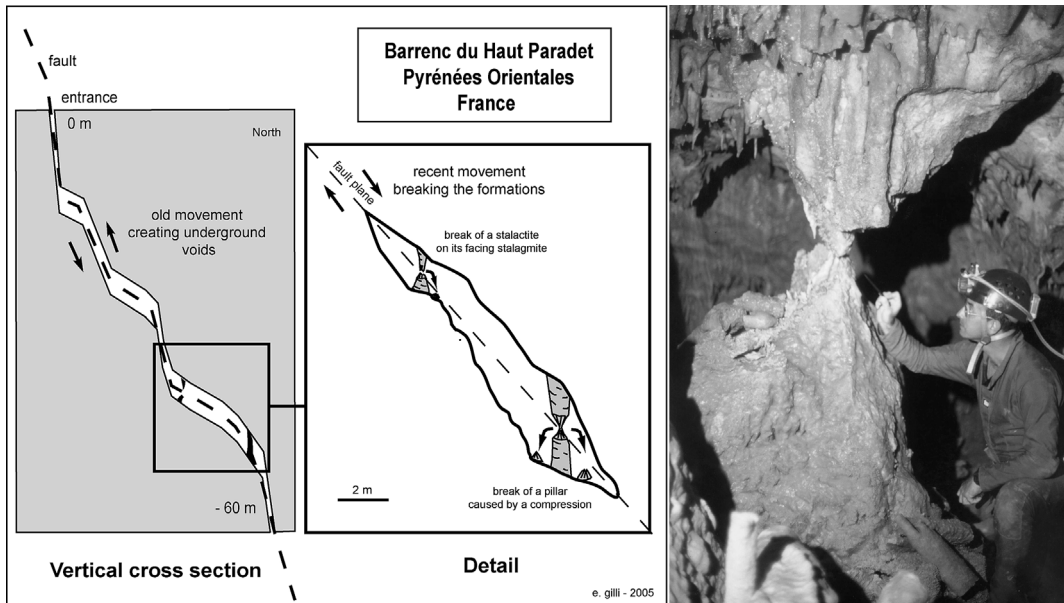 Barrenc du Haut Paradet
Pyrénées Orientales
France
fault
entrance
0 m
North
old movement
creating underground
voids
- 60 m
Vertical cross section
fault plane
recent movement
breaking the formations
break of a stalactite
on its facing stalagmite
2 m
break of a pillar
caused by a compression
Detail
e. gilli - 2005